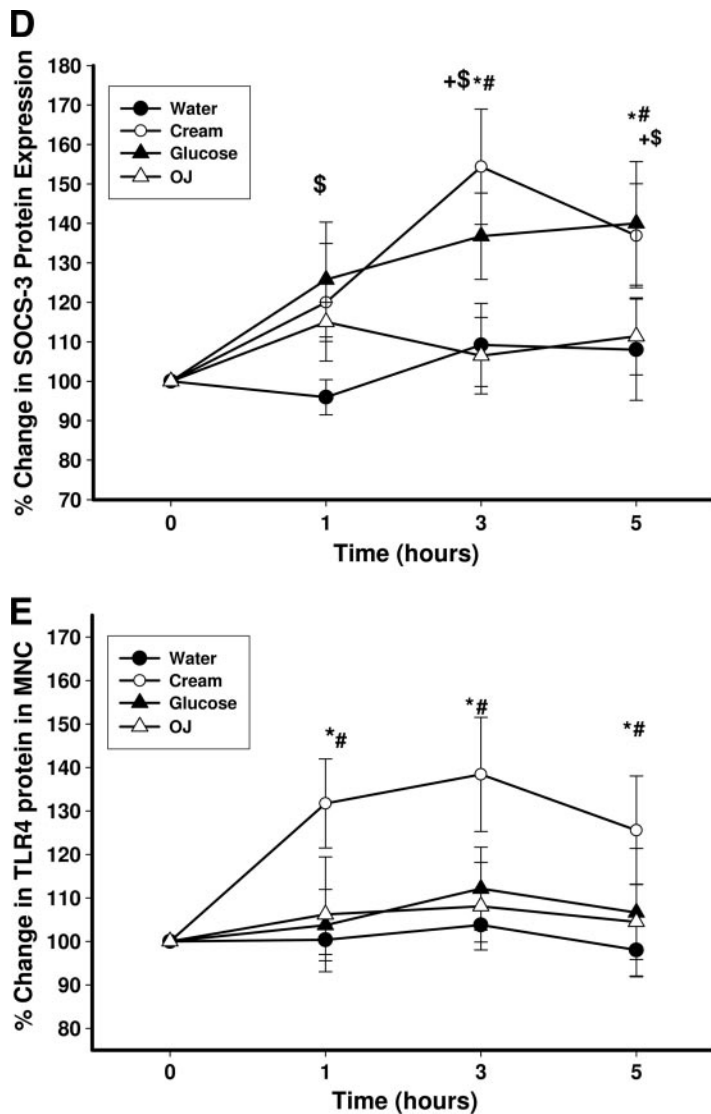 D
% Change in SOCS-3 Protein Expression
180
170
160
150
140
130
120
110
100
90
80
70
Water
Cream
Glucose
OJ
$
+$*#
*#
+$
0
1
3
5
Time (hours)
E
% Change in TLR4 protein in MNC
170
160
150
140
130
120
110
100
90
80
Water
Cream
Glucose
OJ
*#
*#
*#
0
1
3
5
Time (hours)